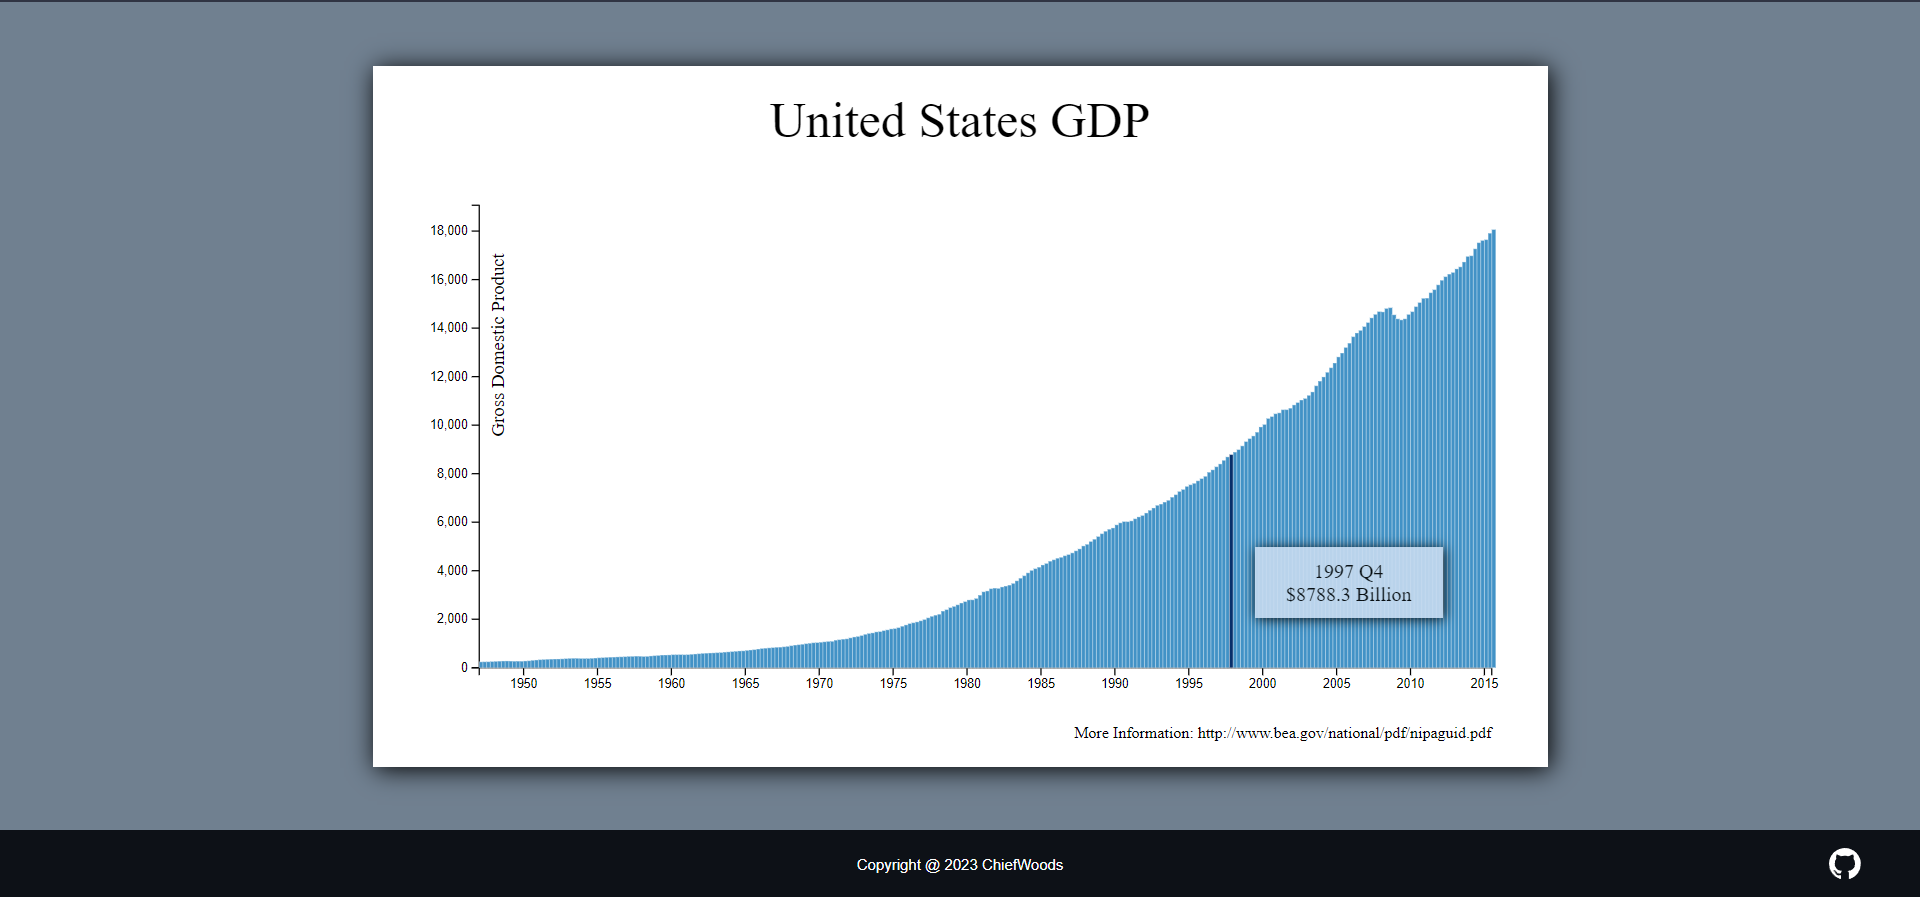 United States GDP
18,000
16,000
14,000
12,000
10,000
8,000
6,000
4,000
2,000
0
Gross Domestic Product
1997 Q4
$8788.3 Billion
1950 1955 1960 1965 1970 1975 1980 1985 1990 1995 2000 2005 2010 2015
More Information: http://www.bea.gov/national/pdf/nipaguid.pdf
Copyright @ 2023 ChiefWoods